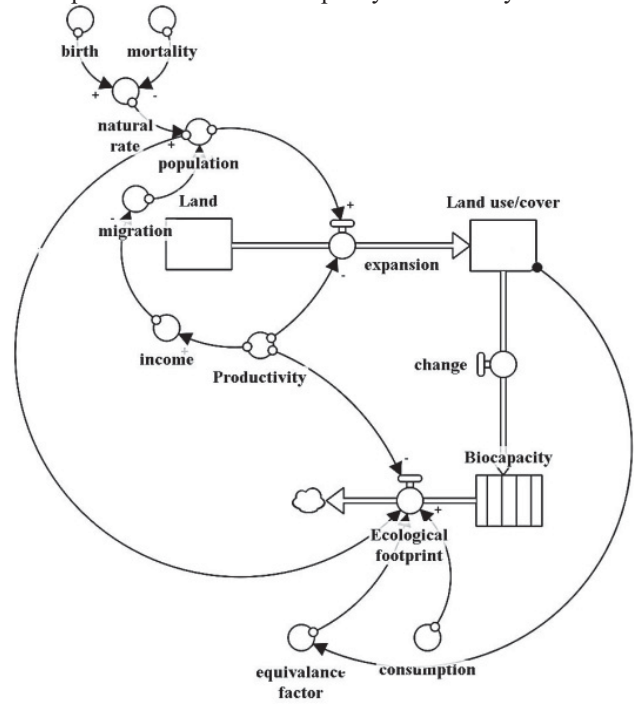 birth
mortality
+
-
natural
rate
+
population
Land
+
Land use/cover
-
migration
expansion
-
income
+
Productivity
change
-
Biocapacity
+
Ecological
footprint
equivalance
factor
consumption